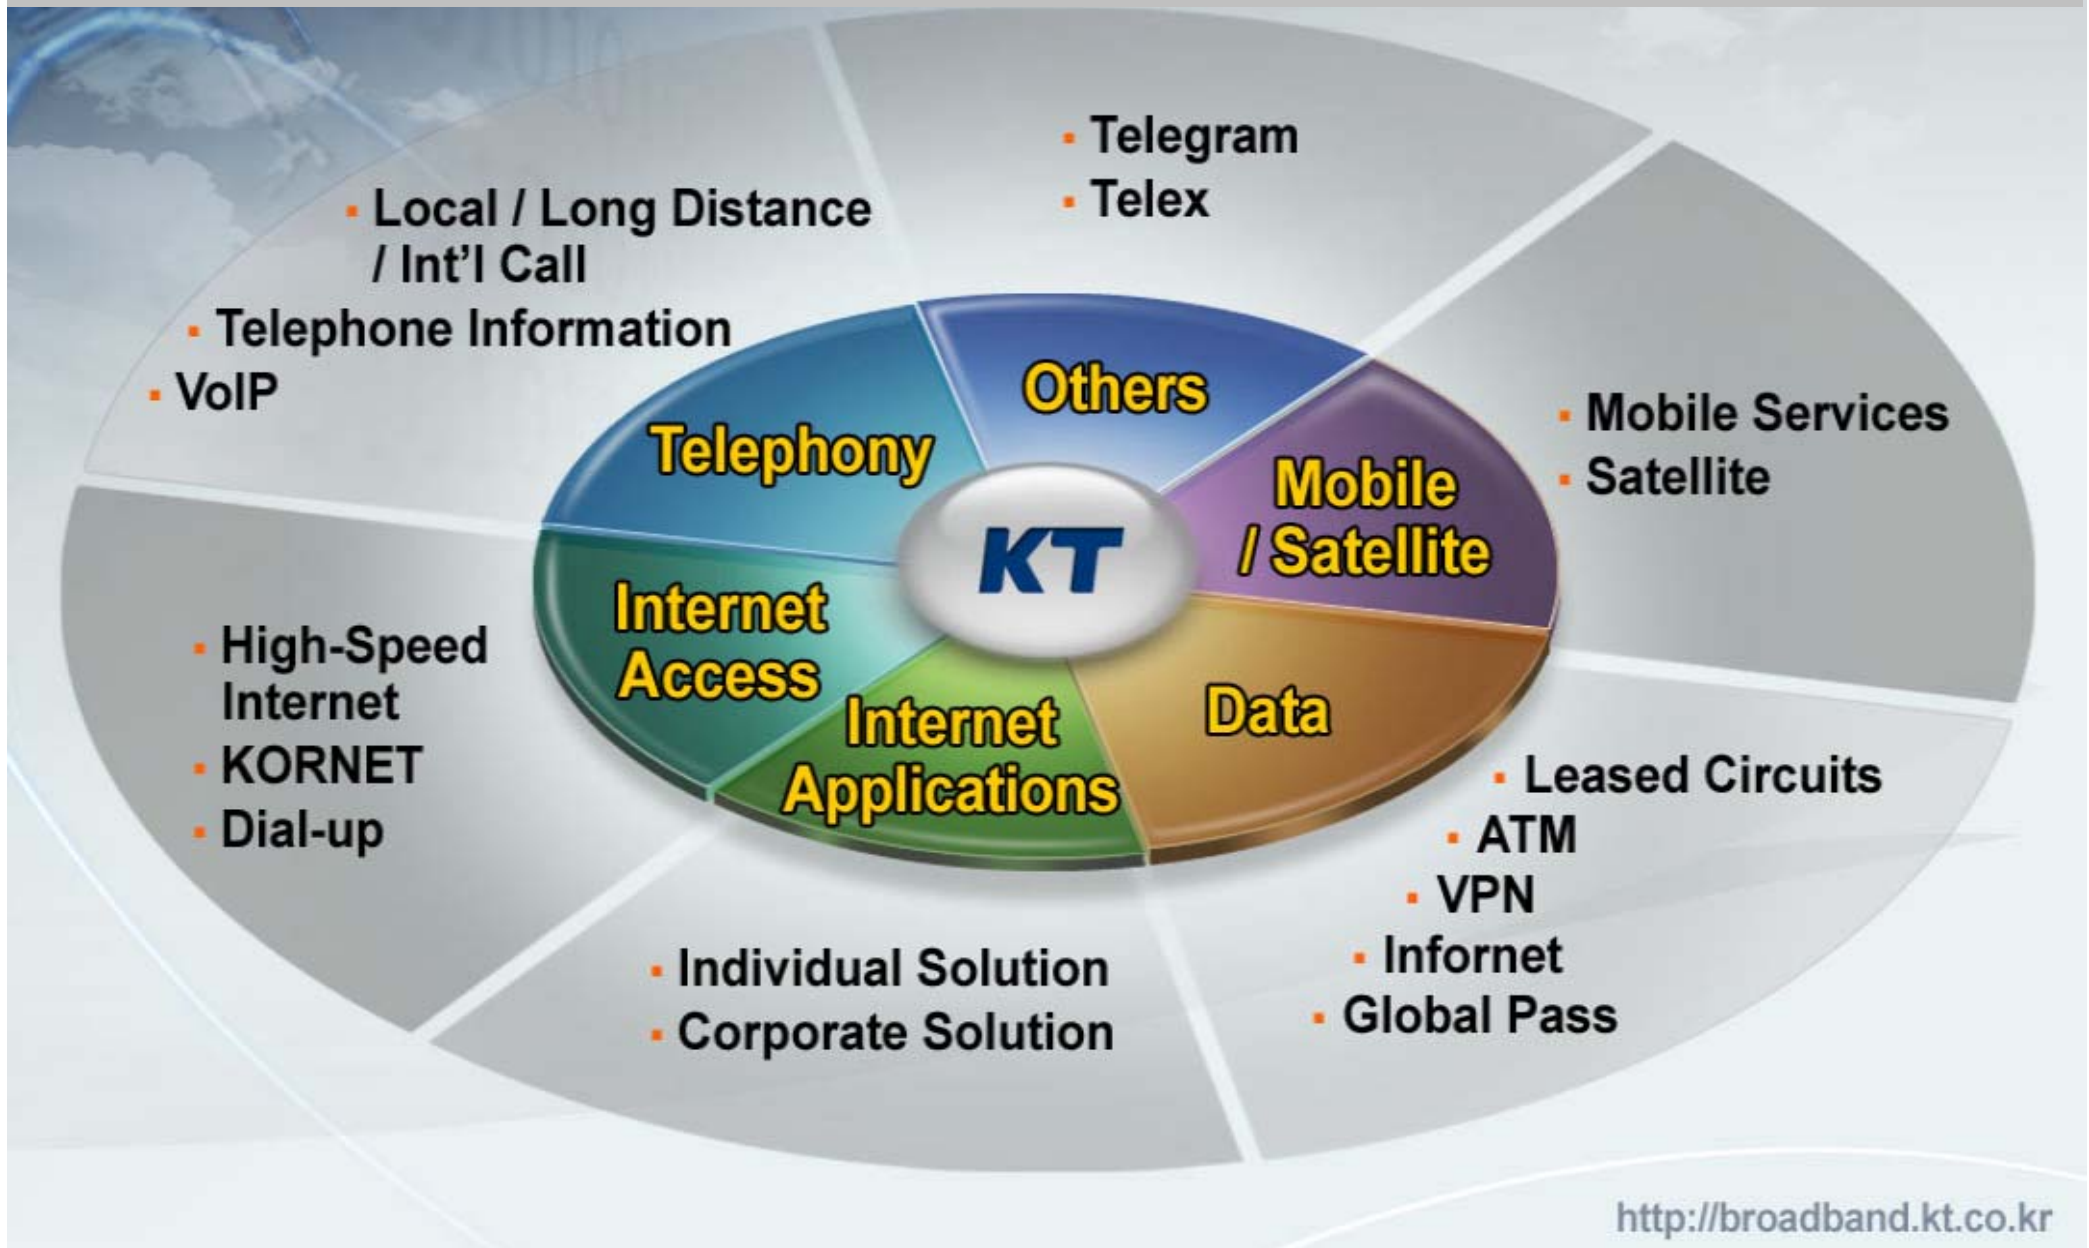 ▪ Telegram
▪ Telex
▪ Local / Long Distance
/ Int'l Call
▪ Telephone Information
▪ VoIP
▪ Mobile Services
▪ Satellite
Others
Telephony
Mobile
/ Satellite
KT
Internet
Access
Internet
Applications
Data
▪ High-Speed
Internet
▪ KORNET
▪ Dial-up
▪ Leased Circuits
▪ ATM
▪ VPN
▪ Infornet
▪ Global Pass
▪ Individual Solution
▪ Corporate Solution
http://broadband.kt.co.kr